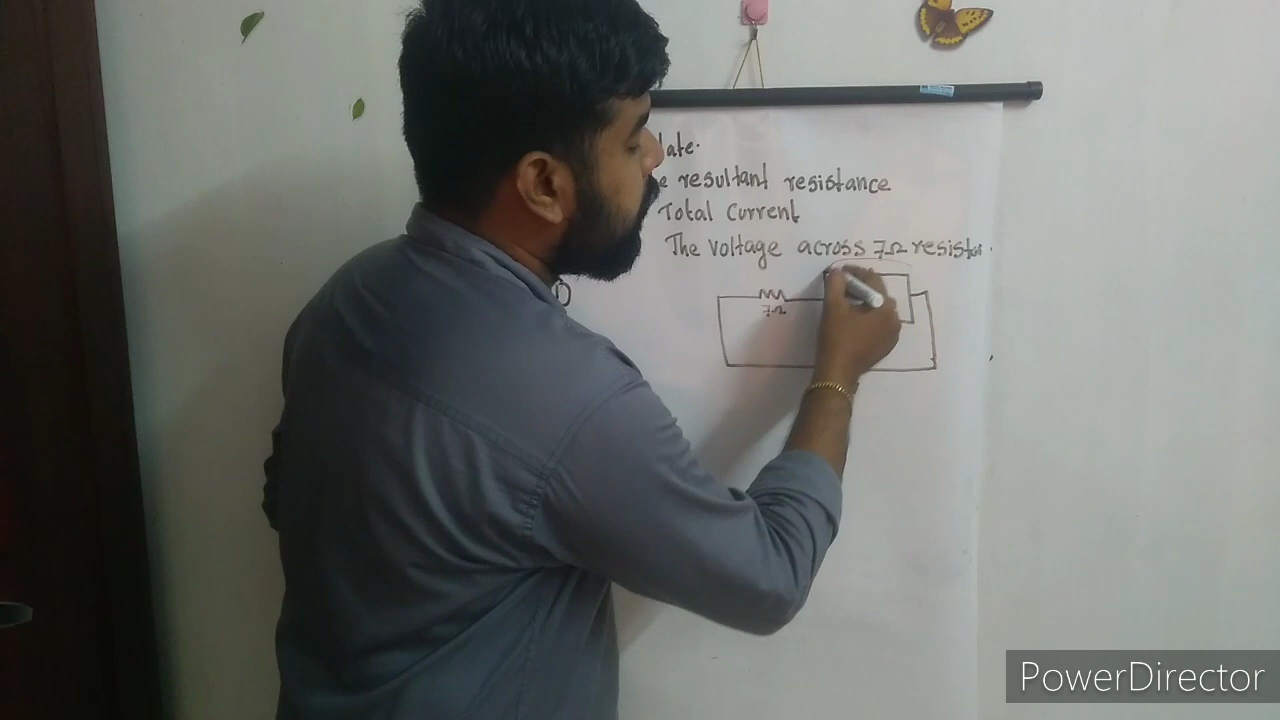 late.
e resultant resistance
Total Current
The voltage across 7Ω resistor.
7Ω
PowerDirector